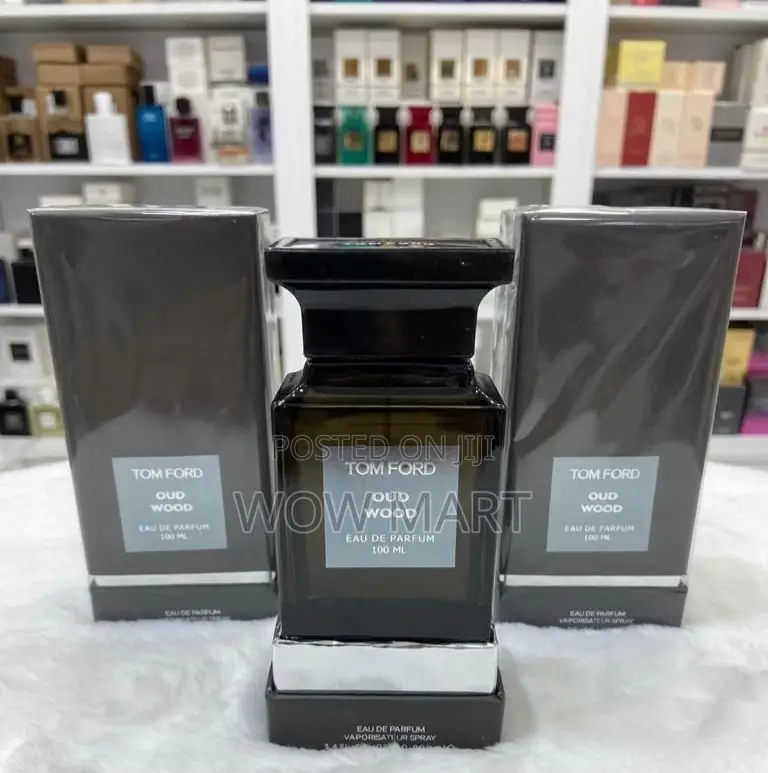 TOM FORD
OUD
WOOD
EAU DE PARFUM
100 ML
EAU DE PARFUM
VAPORISATEUR SPRAY
POSTED ON JIJI
WOW MART
TOM FORD
OUD
WOOD
EAU DE PARFUM
100 ML
EAU DE PARFUM
VAPORISATEUR SPRAY
TOM FORD
OUD
WOOD
EAU DE PARFUM
100 ML
EAU DE PARFUM
VAPORISATEUR SPRAY